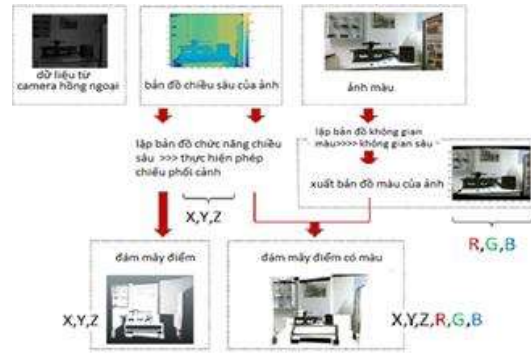 dữ liệu từ
camera hồng ngoại
bản đồ chiều sâu của ảnh
ảnh màu
lập bản đồ chức năng chiều
sâu >>> thực hiện phép
chiếu phối cảnh
lập bản đồ không gian
màu>>>> không gian sâu
xuất bản đồ màu của ảnh
X,Y,Z
R,G,B
đám mây điểm
đám mây điểm có màu
X,Y,Z
X,Y,Z,R,G,B